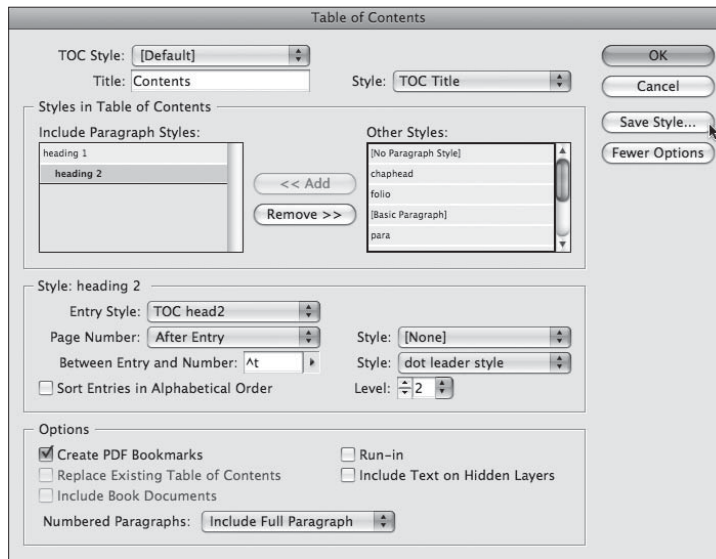 Table of Contents
TOC Style: [Default]
OK
Title: Contents
Style: TOC Title
Cancel
Styles in Table of Contents
Save Style...
Include Paragraph Styles:
Other Styles:
Fewer Options
heading 1
heading 2
[No Paragraph Style]
chaphead
folio
[Basic Paragraph]
para
<< Add
Remove >>
Style: heading 2
Entry Style: TOC head2
Page Number: After Entry
Style: [None]
Between Entry and Number: ^t
Style: dot leader style
Sort Entries in Alphabetical Order
Level: 2
Options
Create PDF Bookmarks
Run-in
Replace Existing Table of Contents
Include Text on Hidden Layers
Include Book Documents
Numbered Paragraphs: Include Full Paragraph